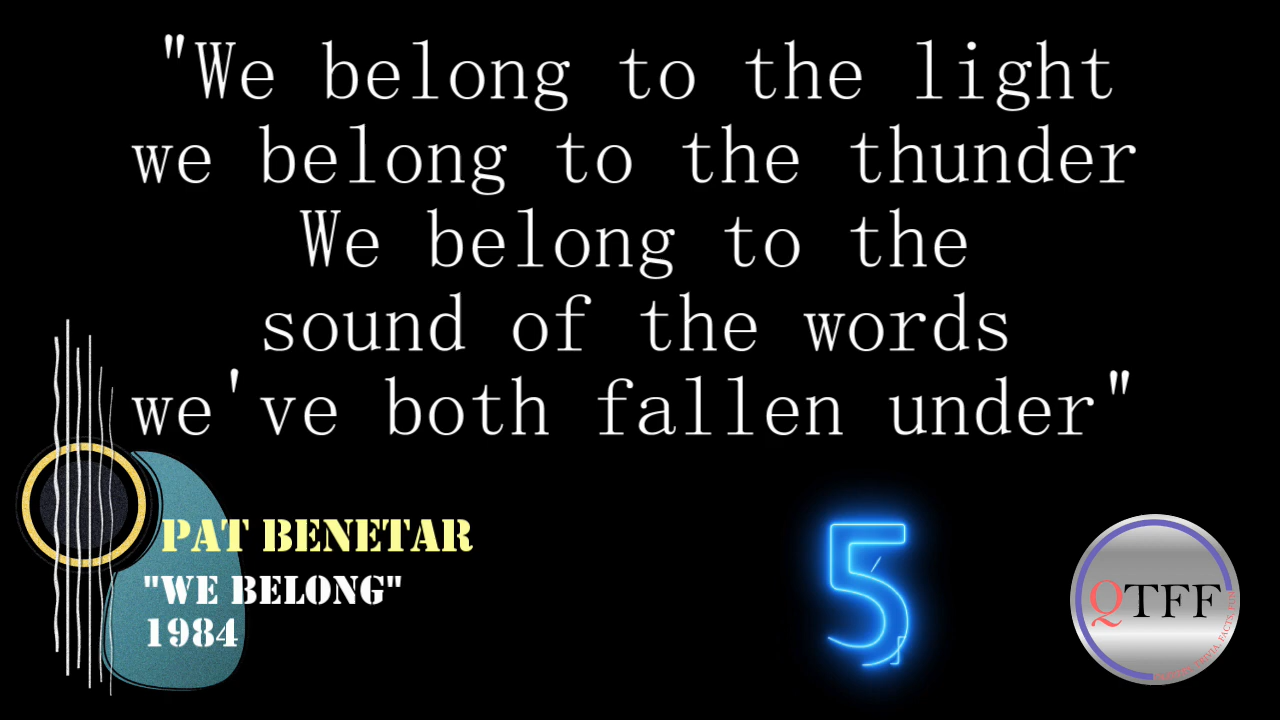 "We belong to the light
we belong to the thunder
We belong to the
sound of the words
we've both fallen under"
PAT BENETAR
"WE BELONG"
1984
5
QTFF